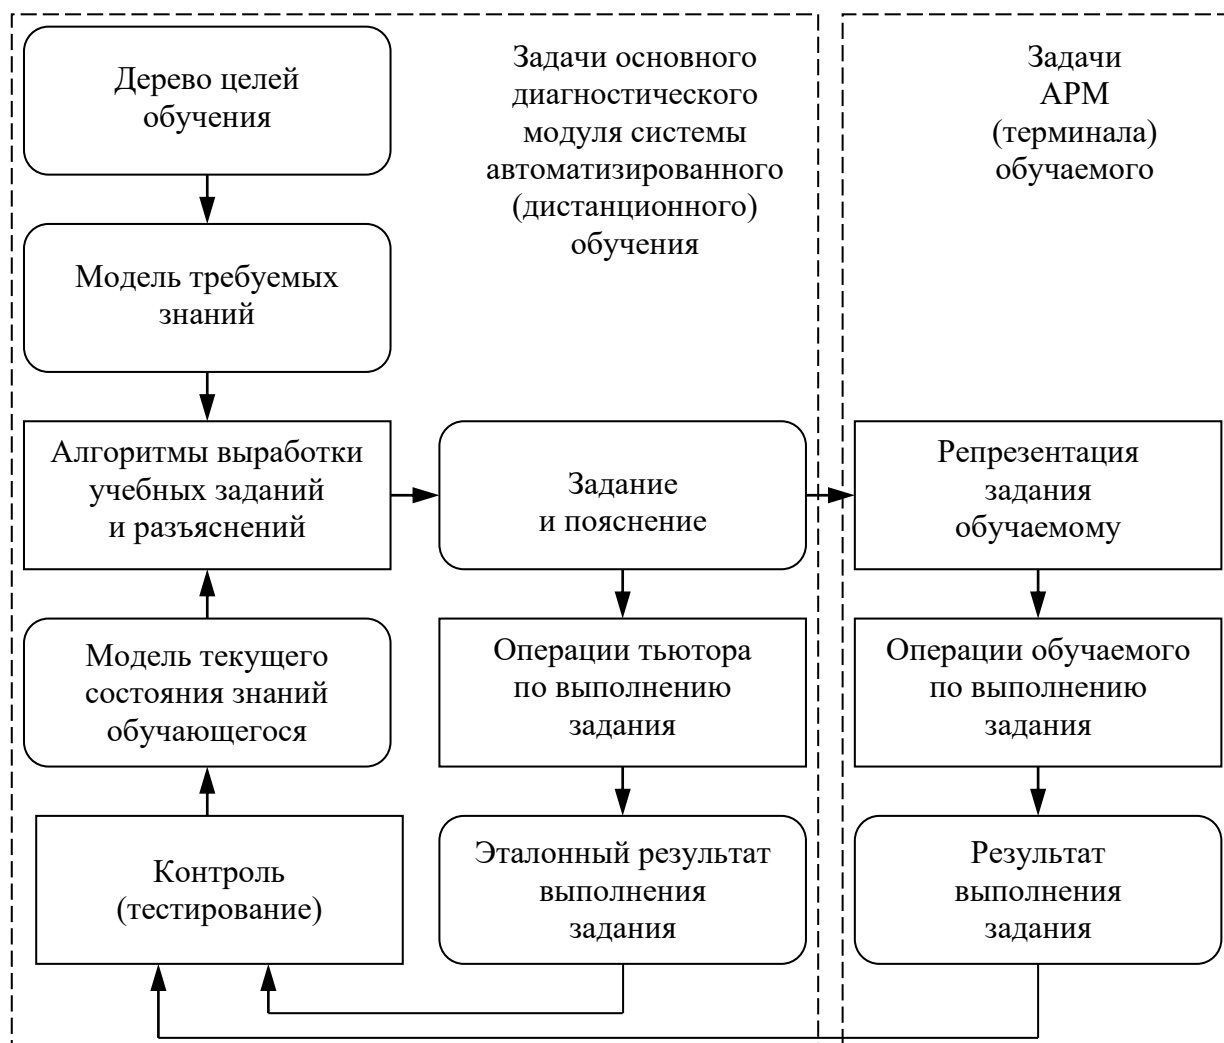 Дерево целей
обучения
Задачи основного
диагностического
модуля системы
автоматизированного
(дистанционного)
обучения
Задачи
АРМ
(терминала)
обучаемого
Модель требуемых
знаний
Алгоритмы выработки
учебных заданий
и разъяснений
Задание
и пояснение
Репрезентация
задания
обучаемому
Модель текущего
состояния знаний
обучающегося
Операции тьютора
по выполнению
задания
Операции обучаемого
по выполнению
задания
Контроль
(тестирование)
Эталонный результат
выполнения
задания
Результат
выполнения
задания